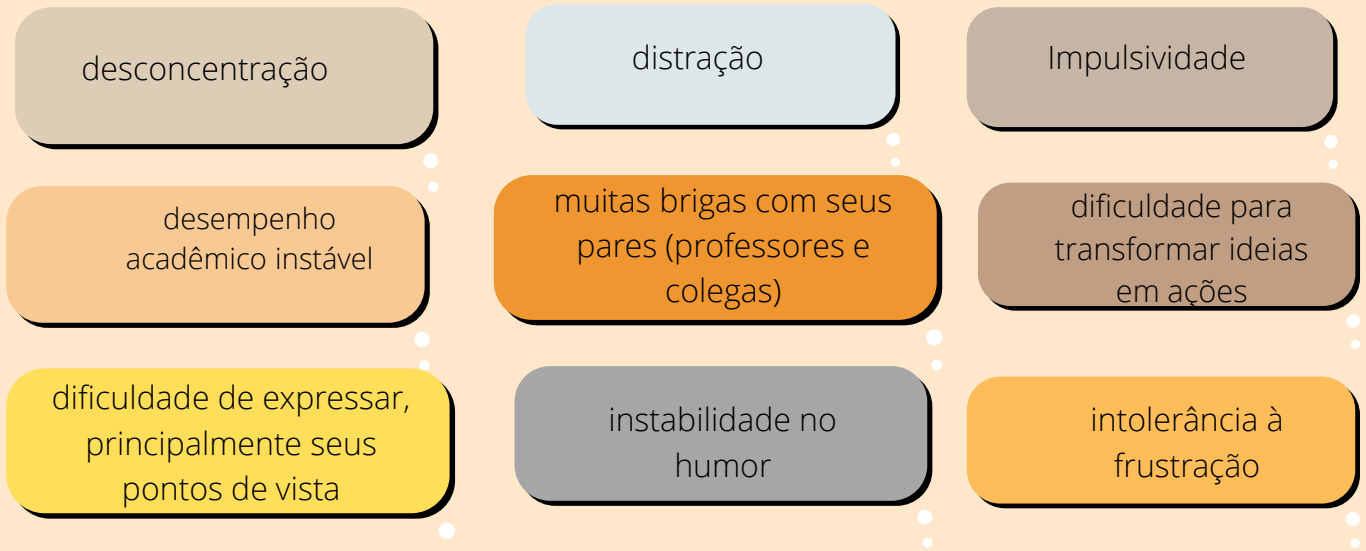 desconcentração
distração
Impulsividade
desempenho
acadêmico instável
muitas brigas com seus
pares (professores e
colegas)
dificuldade para
transformar ideias
em ações
dificuldade de expressar,
principalmente seus
pontos de vista
instabilidade no
humor
intolerância à
frustração